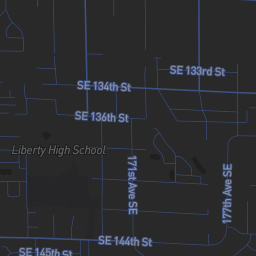 SE 133rd St
SE 134th St
SE 136th St
Liberty High School
171st Ave SE
177th Ave SE
SE 144th St
SE 145th St